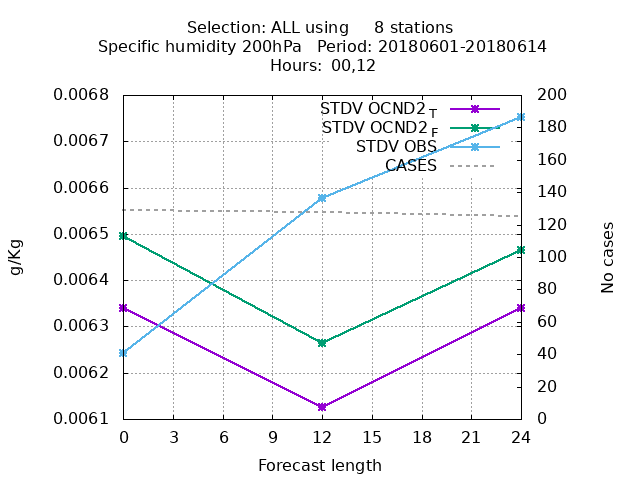 Selection: ALL using     8 stations
Specific humidity 200hPa   Period: 20180601-20180614
Hours:  00,12
STDV OCND2 T
STDV OCND2 F
STDV OBS
CASES
g/Kg
0.0068
0.0067
0.0066
0.0065
0.0064
0.0063
0.0062
0.0061
No cases
200
180
160
140
120
100
80
60
40
20
0
0 3 6 9 12 15 18 21 24
Forecast length